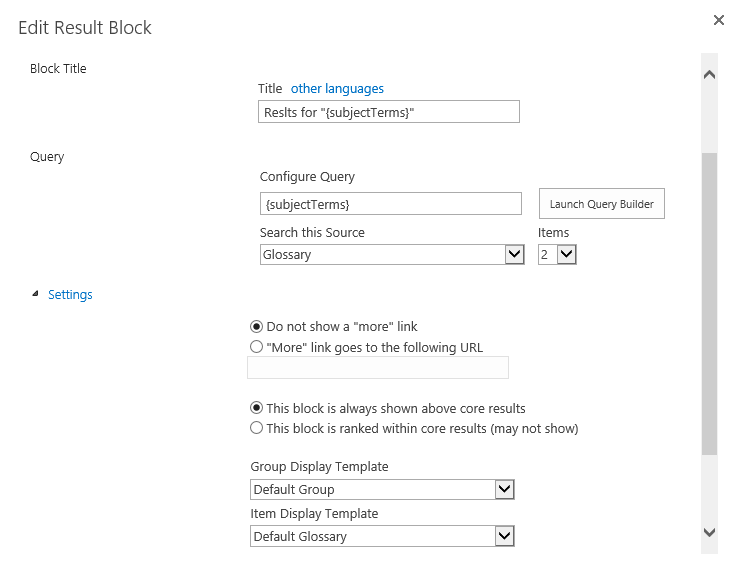 Edit Result Block
Block Title
Title other languages
Reslts for "{subjectTerms}"
Query
Configure Query
{subjectTerms}
Launch Query Builder
Search this Source
Items
Glossary
2
Settings
Do not show a "more" link
"More" link goes to the following URL
This block is always shown above core results
This block is ranked within core results (may not show)
Group Display Template
Default Group
Item Display Template
Default Glossary